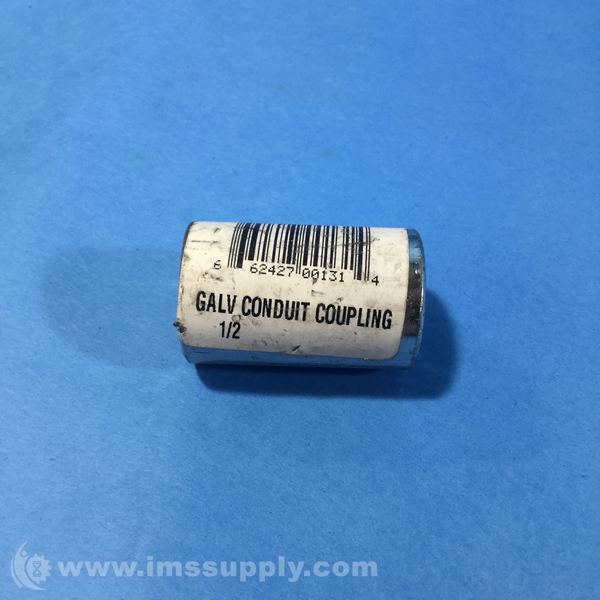 6 62427 00131 4
GALV CONDUIT COUPLING
1/2
www.imssupply.com